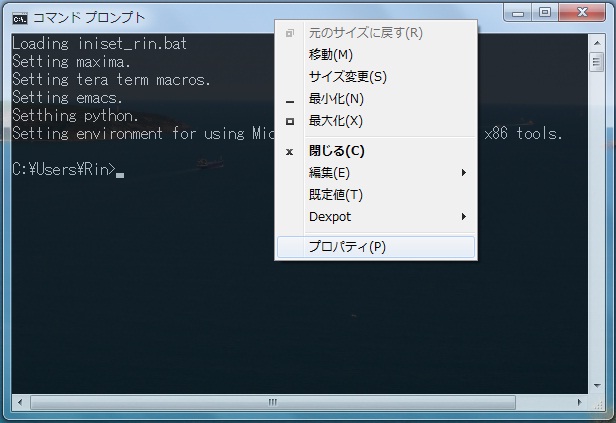 コマンド プロンプト
Loading iniset_rin.bat
Setting maxima.
Setting tera term macros.
Setting emacs.
Setthing python.
Setting environment for using Mic
x86 tools.
C:¥Users¥Rin>
元のサイズに戻す(R)
移動(M)
サイズ変更(S)
最小化(N)
最大化(X)
閉じる(C)
編集(E)
既定値(T)
Dexpot
プロパティ(P)